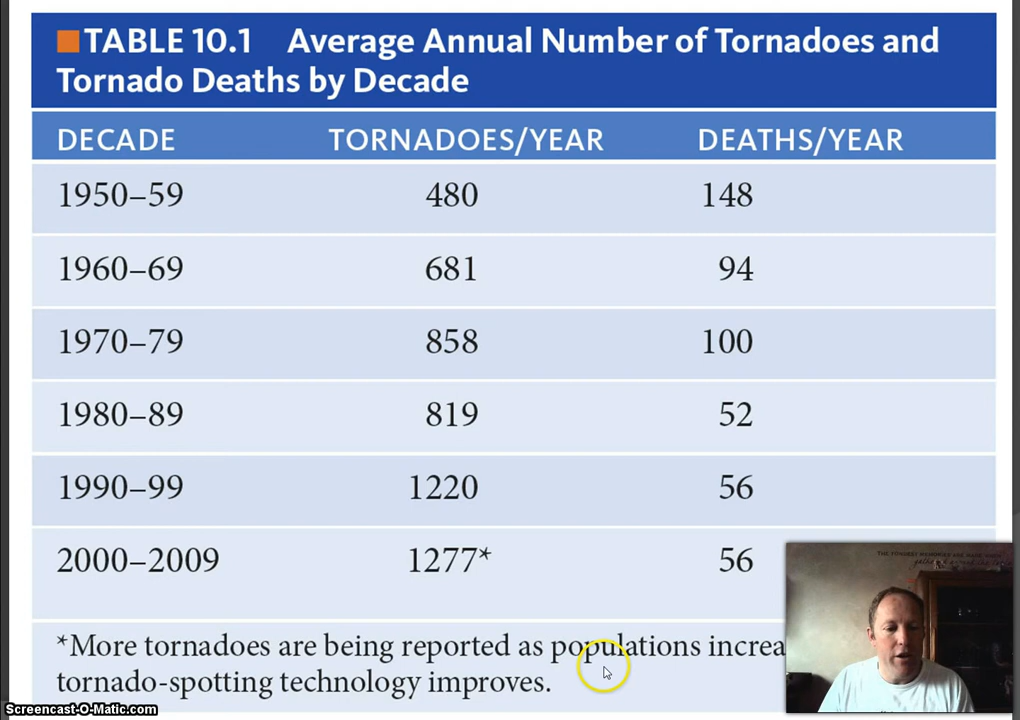 TABLE 10.1 Average Annual Number of Tornadoes and
Tornado Deaths by Decade
DECADE TORNADOES/YEAR DEATHS/YEAR
1950–59 480 148
1960–69 681 94
1970–79 858 100
1980–89 819 52
1990–99 1220 56
2000–2009 1277* 56
*More tornadoes are being reported as populations increa
tornado-spotting technology improves.
Screencast-O-Matic.com